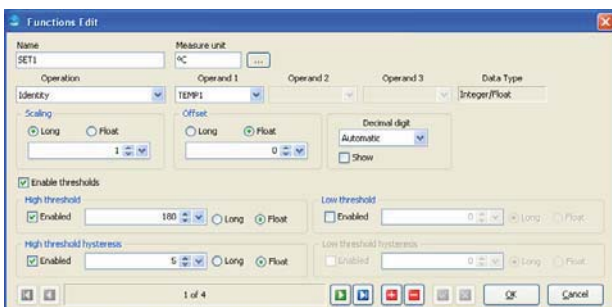 Functions Edit
Name Measure unit
SET1 ºC ...
Operation Operand 1 Operand 2 Operand 3 Data Type
Identity TEMP1 Integer/Float
Scaling Offset Decimal digit
Long Float Long Float Automatic
1 0 Show
Enable thresholds
High threshold Low threshold
Enabled 180 Long Float Enabled 0 Long Float
High threshold hysteresis Low threshold hysteresis
Enabled 5 Long Float Enabled 0 Long Float
1 of 4 OK Cancel